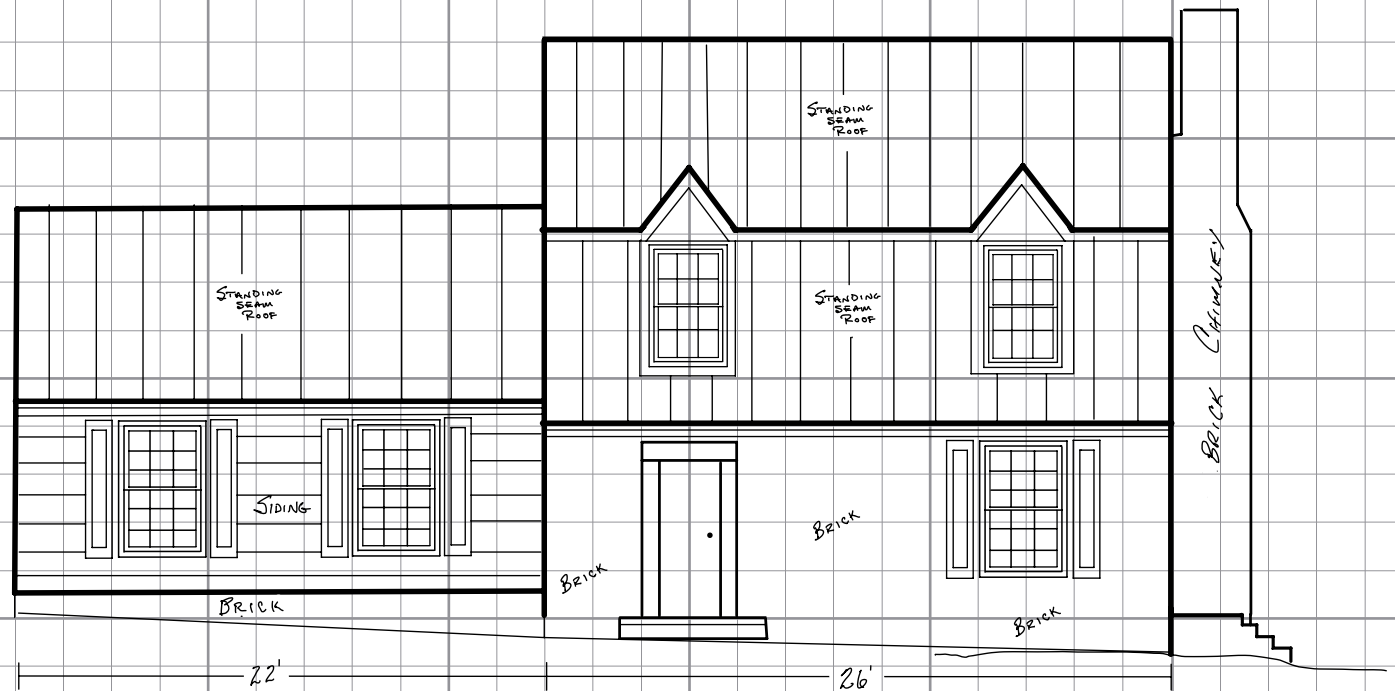 STANDING
SEAM
ROOF
STANDING
SEAM
ROOF
STANDING
SEAM
ROOF
BRICK CHIMNEY
SIDING
BRICK
BRICK
BRICK
BRICK
22'
26'